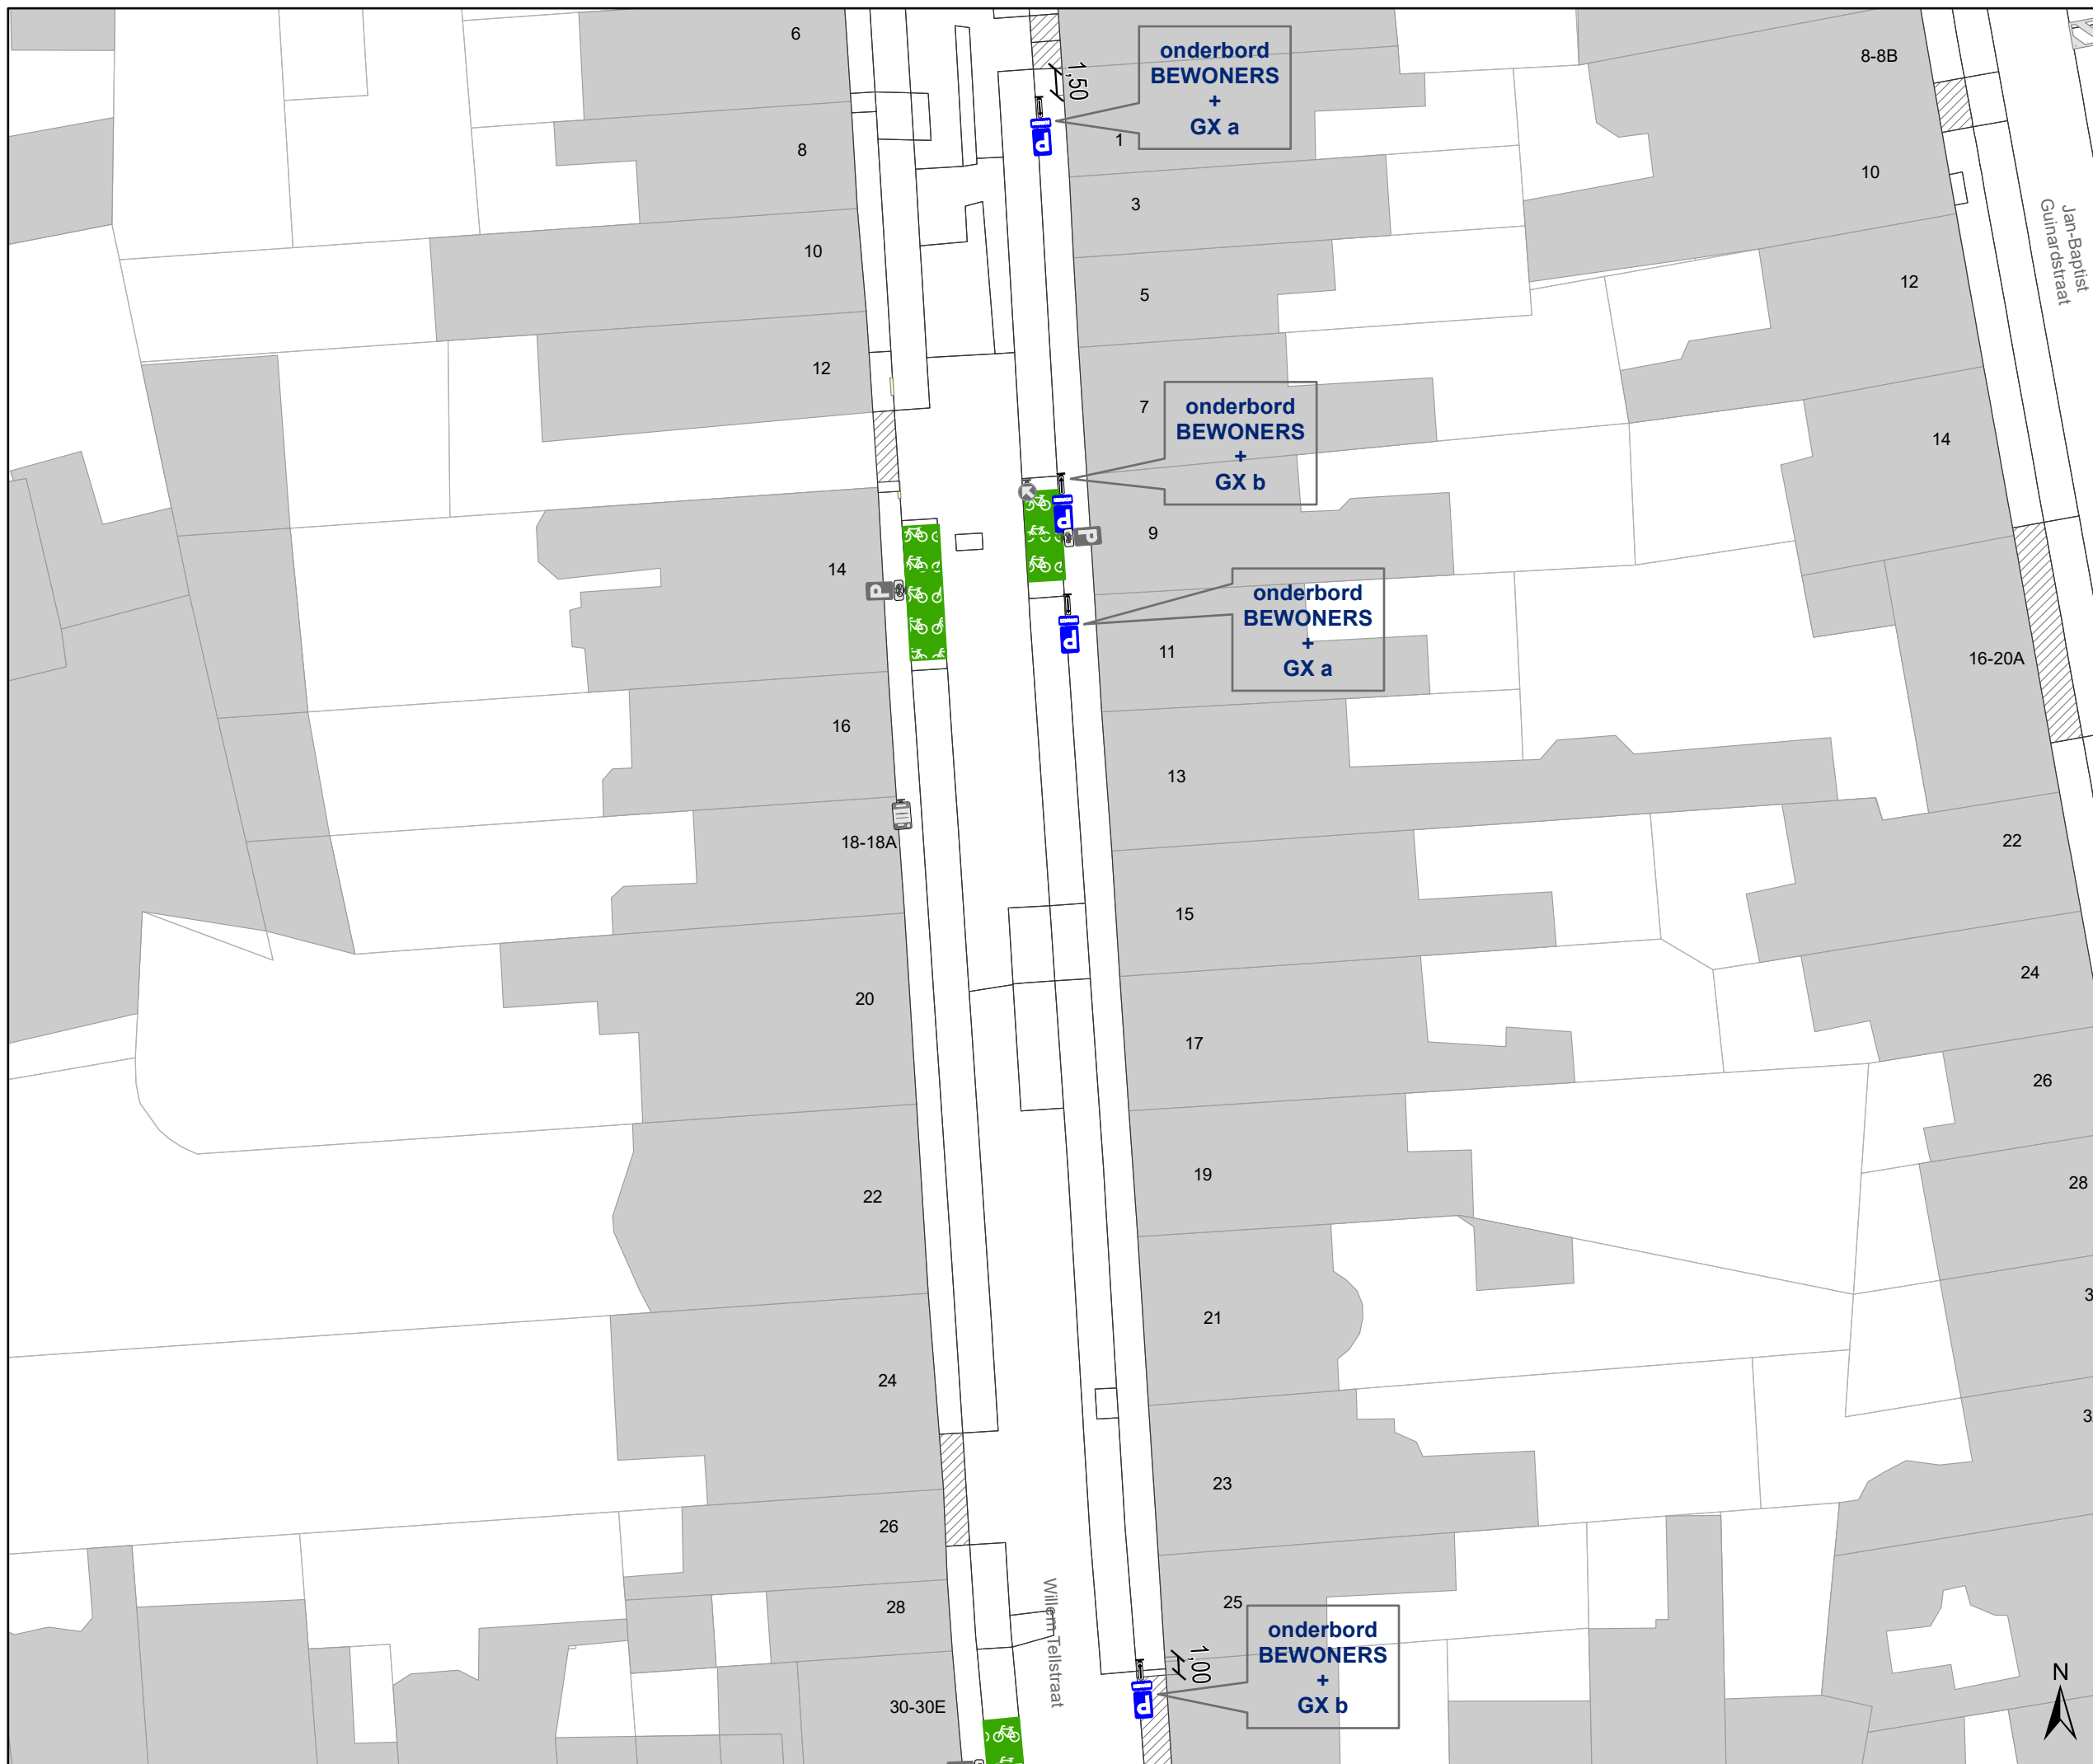 6
8
10
12
14
16
18-18A
20
22
24
26
28
30-30E
1,50
onderbord
BEWONERS
+
GX a
1
3
5
7
onderbord
BEWONERS
+
GX b
9
P
P
P
P
onderbord
BEWONERS
+
GX a
P
11
13
15
17
19
21
23
25
1,00
onderbord
BEWONERS
+
GX b
P
Willem Tellstraat
8-8B
10
12
14
16-20A
22
24
26
28
3
3
Jan-Baptist
Guinardstraat
N